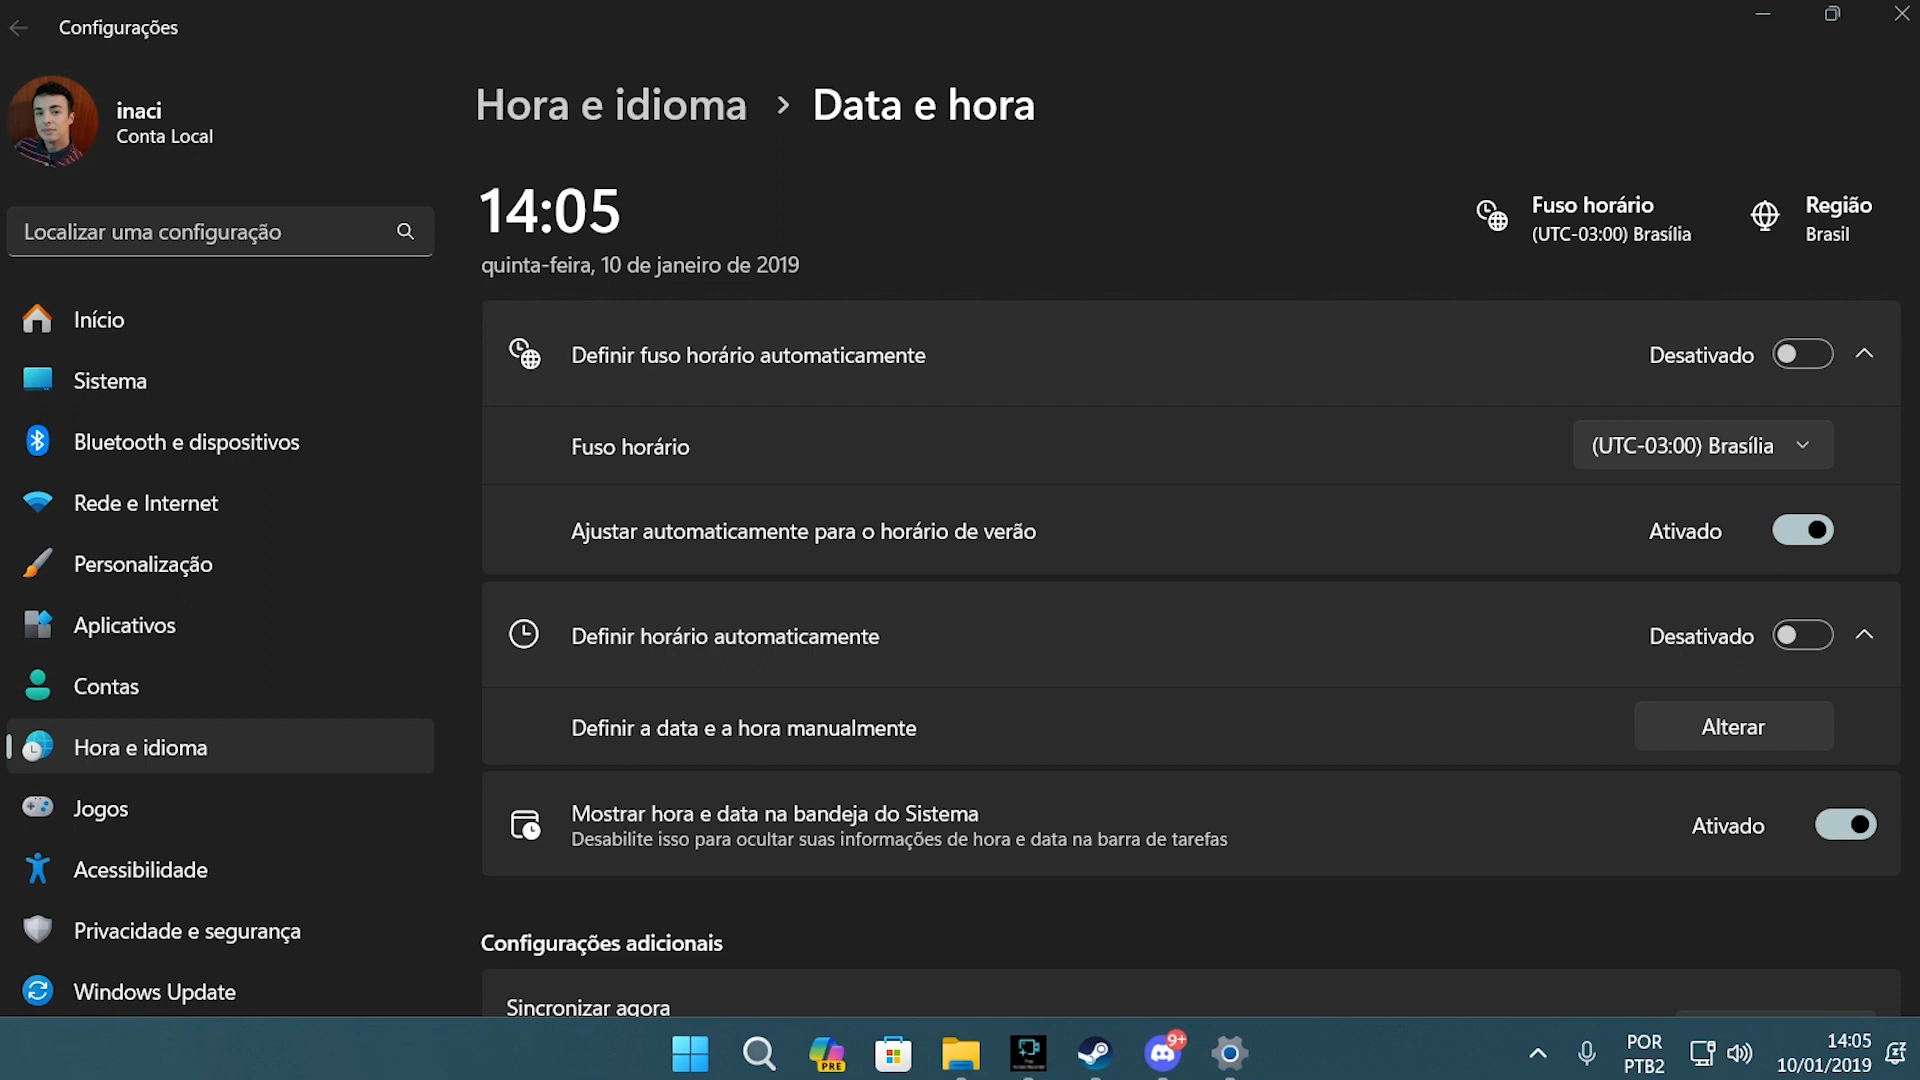 Configurações
inaci
Conta Local
Localizar uma configuração
Início
Sistema
Bluetooth e dispositivos
Rede e Internet
Personalização
Aplicativos
Contas
Hora e idioma
Jogos
Acessibilidade
Privacidade e segurança
Windows Update
Hora e idioma > Data e hora
14:05
quinta-feira, 10 de janeiro de 2019
Fuso horário
(UTC-03:00) Brasília
Região
Brasil
Definir fuso horário automaticamente Desativado
Fuso horário (UTC-03:00) Brasília
Ajustar automaticamente para o horário de verão Ativado
Definir horário automaticamente Desativado
Definir a data e a hora manualmente Alterar
Mostrar hora e data na bandeja do Sistema Ativado
Desabilite isso para ocultar suas informações de hora e data na barra de tarefas
Configurações adicionais
Sincronizar agora
PRE
9+
POR
PTB2
14:05
10/01/2019